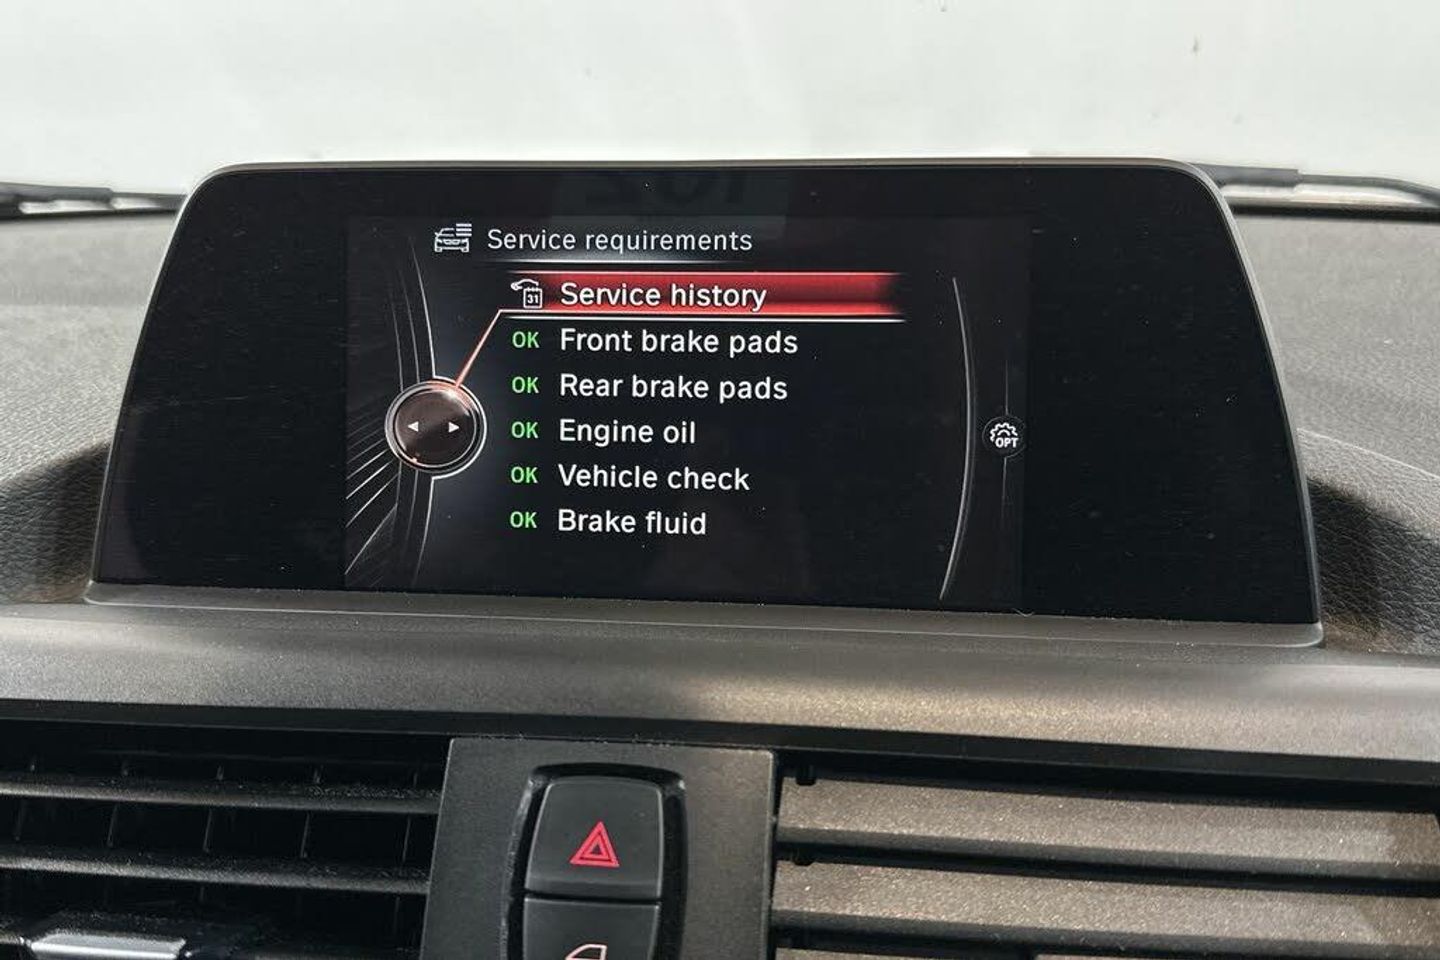 Service requirements
31 Service history
OK Front brake pads
OK Rear brake pads
OK Engine oil
OK Vehicle check
OK Brake fluid
OPT